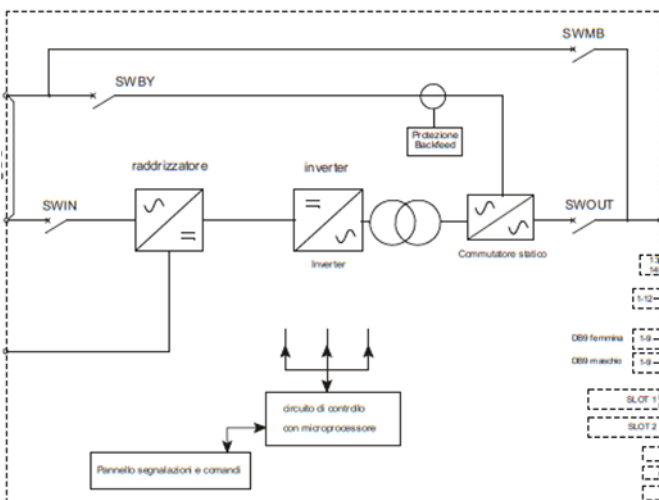 SWMB
SWBY
Protezione
Backfeed
raddrizzatore
inverter
SWIN
SWOUT
Inverter
Commutatore statico
1-12
DB9 femmina
1-9
DB9 maschio
1-9
SLOT 1
SLOT 2
circuito di controllo
con microprocessore
Pannello segnalazioni e comandi